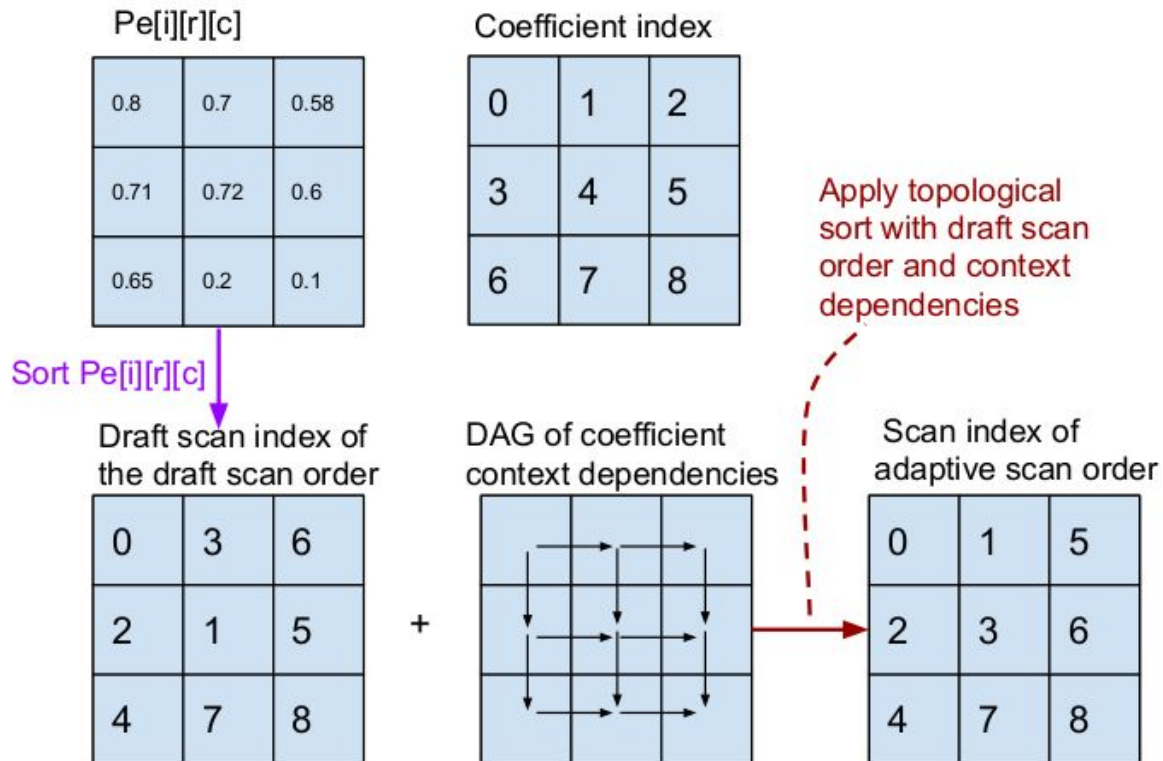 Pe[i][r][c]
Coefficient index
0.8 0.7 0.58
0.71 0.72 0.6
0.65 0.2 0.1
0 1 2
3 4 5
6 7 8
Apply topological
sort with draft scan
order and context
dependencies
Sort Pe[i][r][c]
Draft scan index of
the draft scan order
DAG of coefficient
context dependencies
Scan index of
adaptive scan order
0 3 6
2 1 5
4 7 8
+
0 1 5
2 3 6
4 7 8